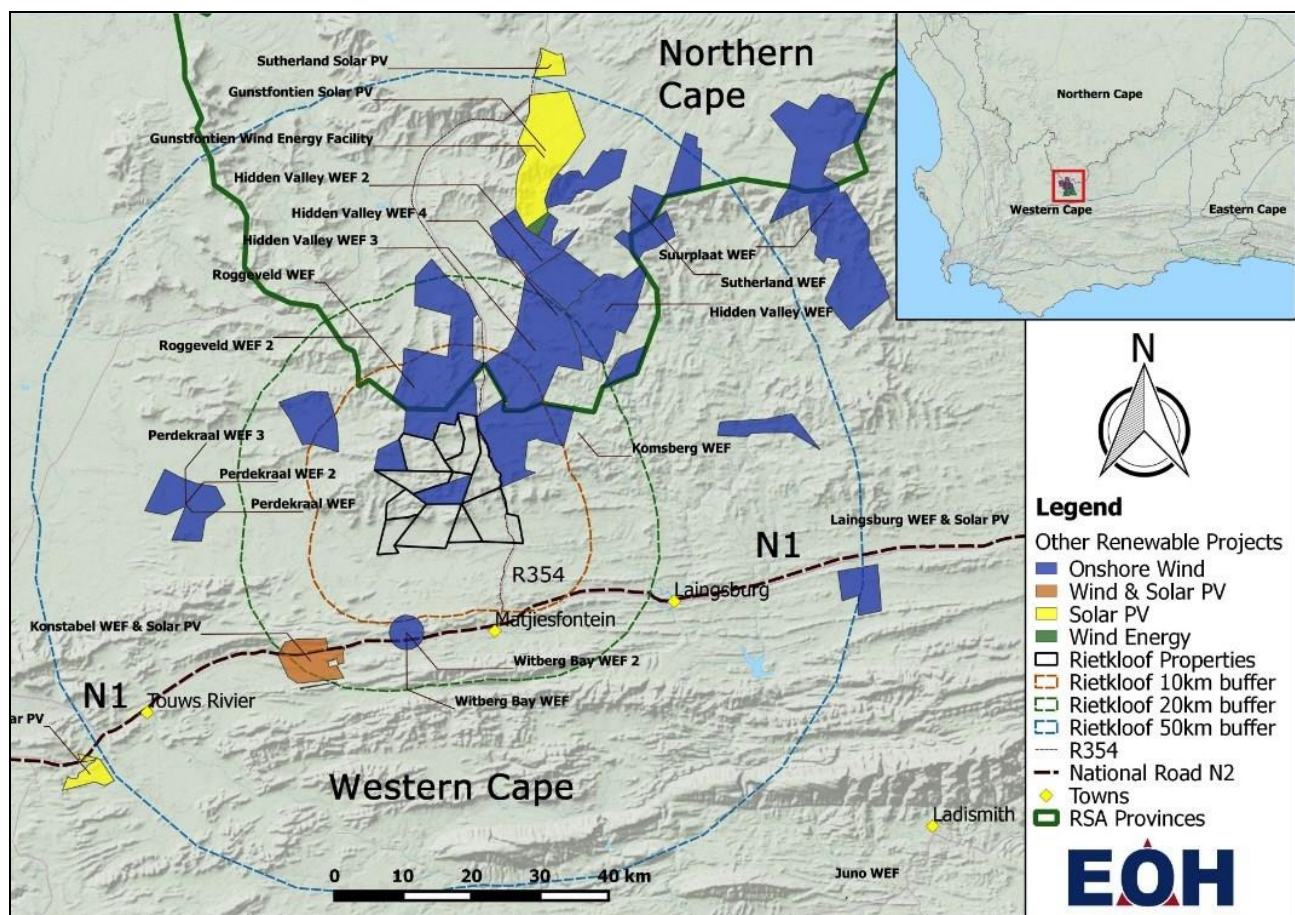 Sutherland Solar PV
Gunstfontien Solar PV
Gunstfontien Wind Energy Facility
Hidden Valley WEF 2
Hidden Valley WEF 4
Hidden Valley WEF 3
Roggeveld WEF
Roggeveld WEF 2
Northern
Cape
Suurplaat WEF
Sutherland WEF
Hidden Valley WEF
Komsberg WEF
Perdekraal WEF 3
Perdekraal WEF 2
Perdekraal WEF
Laingsburg WEF & Solar PV
N1
R354
Laingsburg
Matjiesfontein
Konstabel WEF & Solar PV
Witberg Bay WEF 2
Witberg Bay WEF
N1
Touws Rivier
ar PV
Western Cape
Ladismith
Juno WEF
0 10 20 30 40 km
Northern Cape
Western Cape
Eastern Cape
N
Legend
Other Renewable Projects
Onshore Wind
Wind & Solar PV
Solar PV
Wind Energy
Rietkloof Properties
Rietkloof 10km buffer
Rietkloof 20km buffer
Rietkloof 50km buffer
R354
National Road N2
Towns
RSA Provinces
EOH